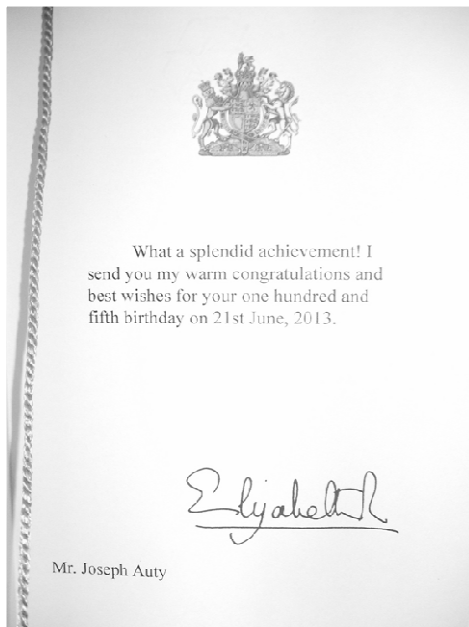 What a splendid achievement! I
send you my warm congratulations and
best wishes for your one hundred and
fifth birthday on 21st June, 2013.
Elizabeth R
Mr. Joseph Auty